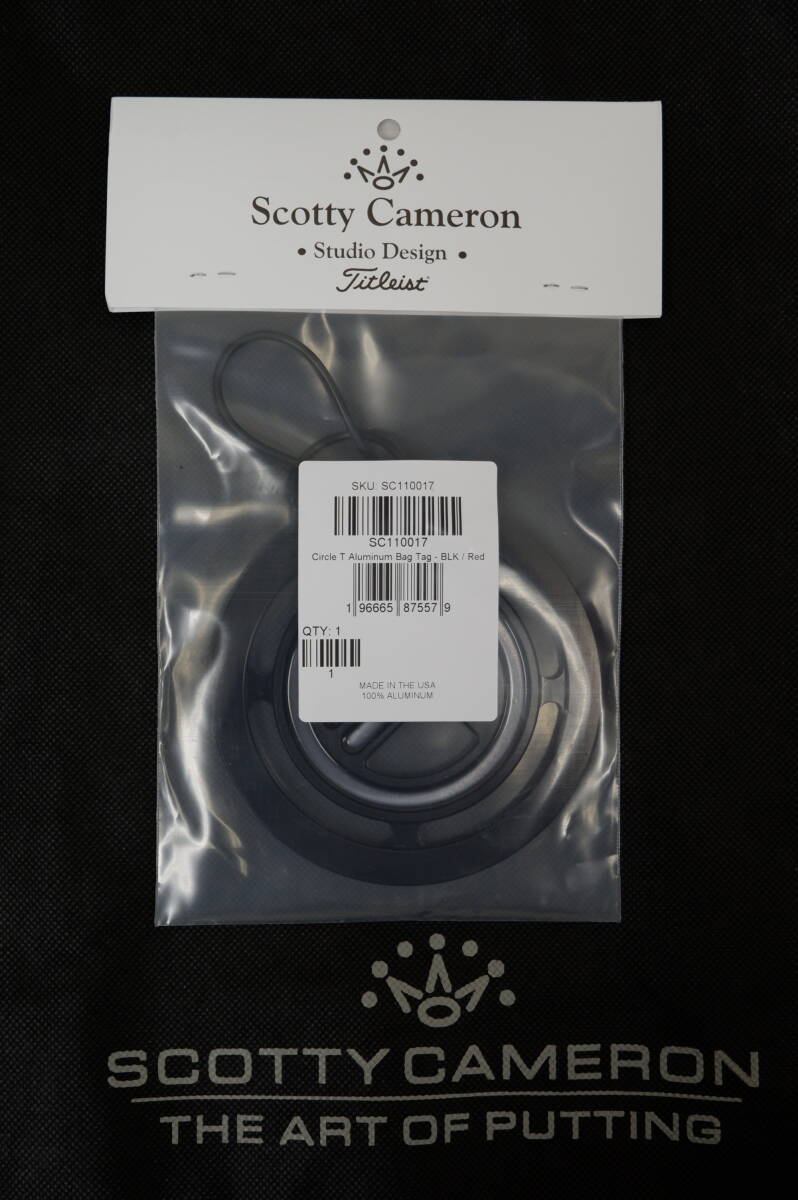 Scotty Cameron
• Studio Design •
Titleist
SKU: SC110017
SC110017
Circle T Aluminum Bag Tag - BLK / Red
1 96665 87557 9
QTY: 1
1
MADE IN THE USA
100% ALUMINUM
SCOTTY CAMERON
THE ART OF PUTTING